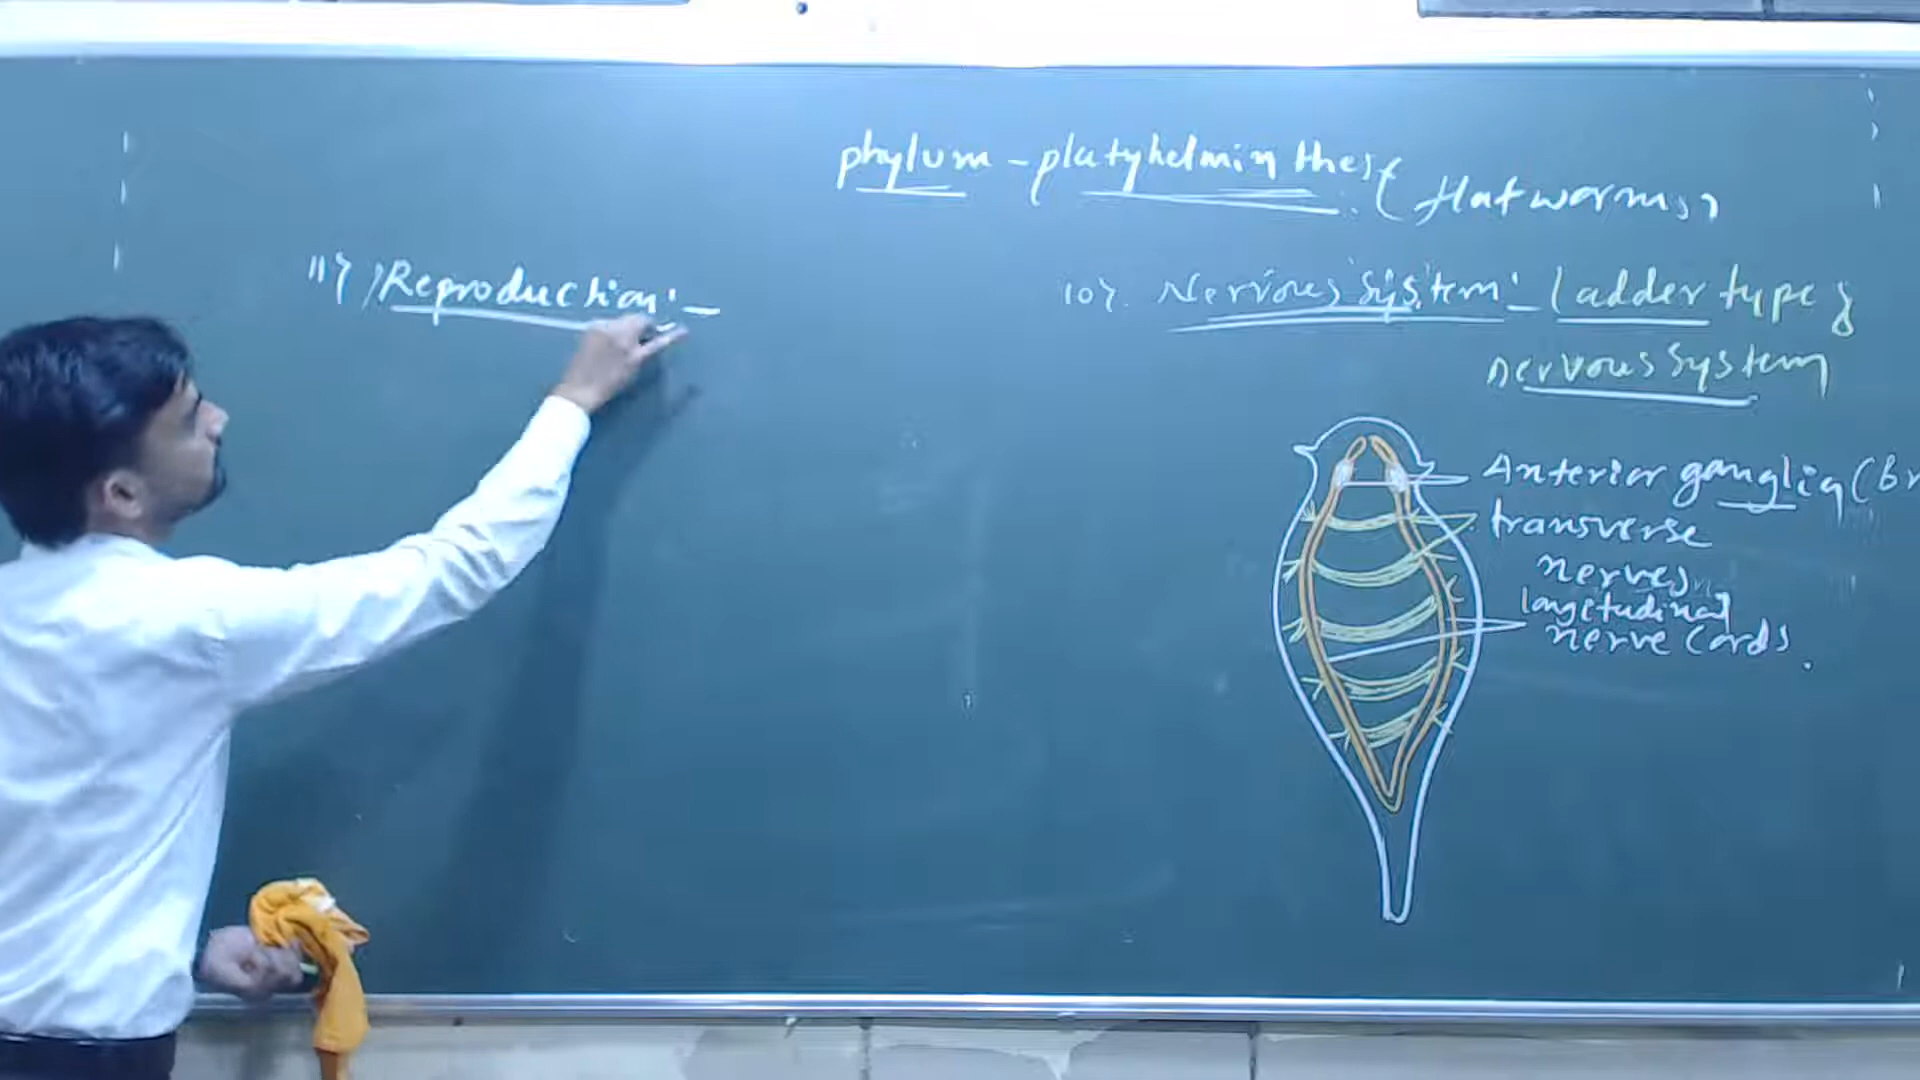 phylum - platyhelminthes (flatworms)
11) Reproduction:-
10). Nervous system:- Ladder type of
nervous system
Anterior ganglia (Br
transverse
nerves
longitudinal
nerve cords.